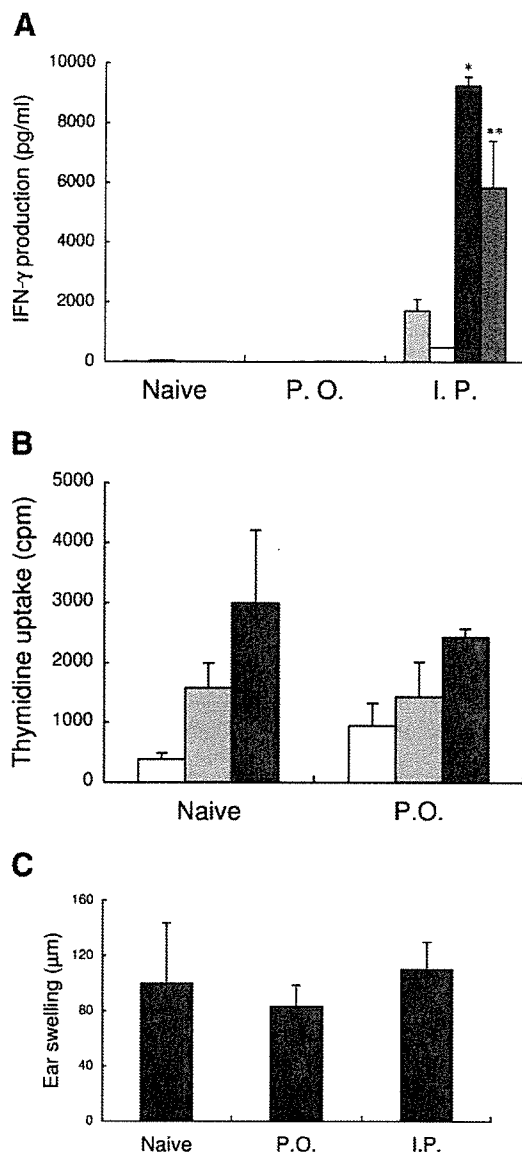 A
IFN-γ production (pg/ml)
10000
8000
6000
4000
2000
0
*
**
Naive
P. O.
I. P.
B
Thymidine uptake (cpm)
5000
4000
3000
2000
1000
0
Naive
P.O.
C
Ear swelling (μm)
160
120
80
40
0
Naive
P.O.
I.P.